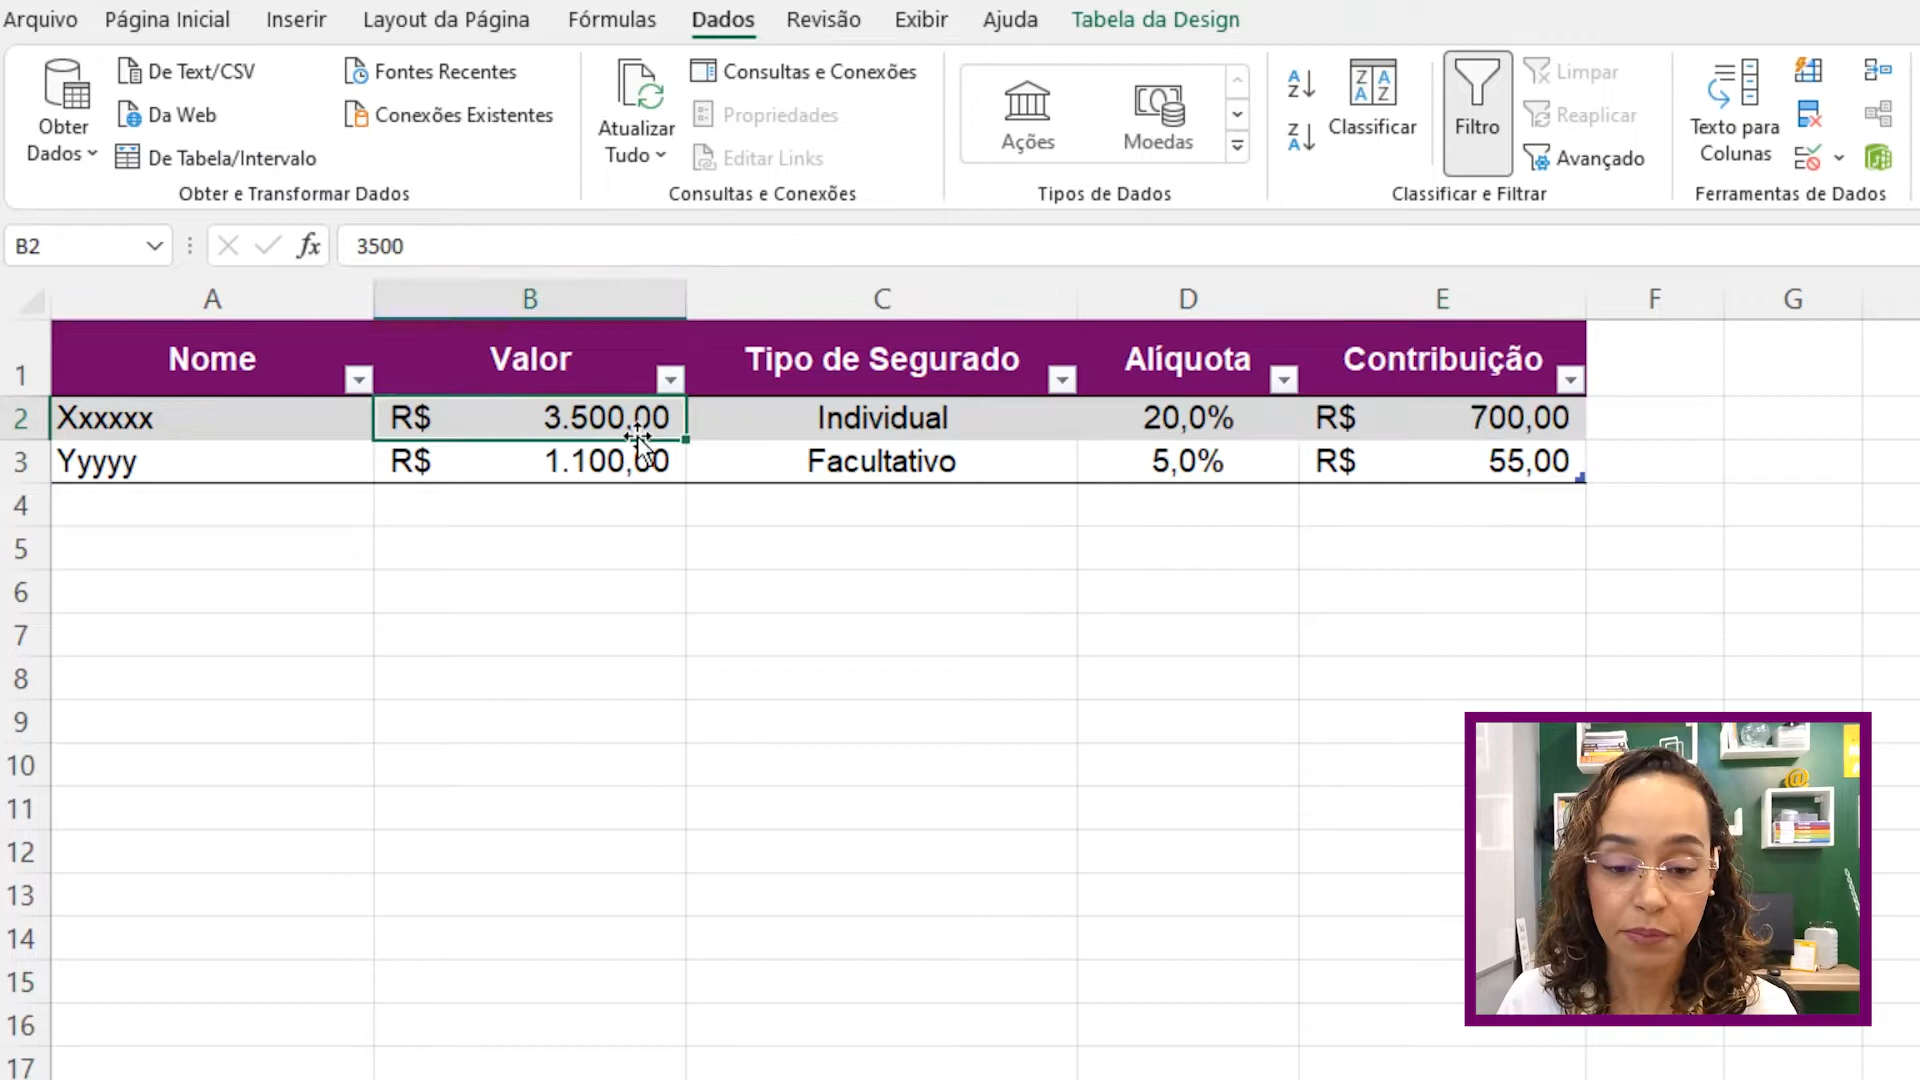 Arquivo Página Inicial Inserir Layout da Página Fórmulas Dados Revisão Exibir Ajuda Tabela da Design
Obter Dados
De Text/CSV
Da Web
De Tabela/Intervalo
Fontes Recentes
Conexões Existentes
Obter e Transformar Dados
Atualizar Tudo
Consultas e Conexões
Propriedades
Editar Links
Consultas e Conexões
Ações
Moedas
Tipos de Dados
Classificar
Filtro
Limpar
Reaplicar
Avançado
Classificar e Filtrar
Texto para Colunas
Ferramentas de Dados
B2 fx 3500
A B C D E F G
1 Nome Valor Tipo de Segurado Alíquota Contribuição
2 Xxxxxx R$ 3.500,00 Individual 20,0% R$ 700,00
3 Yyyyy R$ 1.100,00 Facultativo 5,0% R$ 55,00
4
5
6
7
8
9
10
11
12
13
14
15
16
17